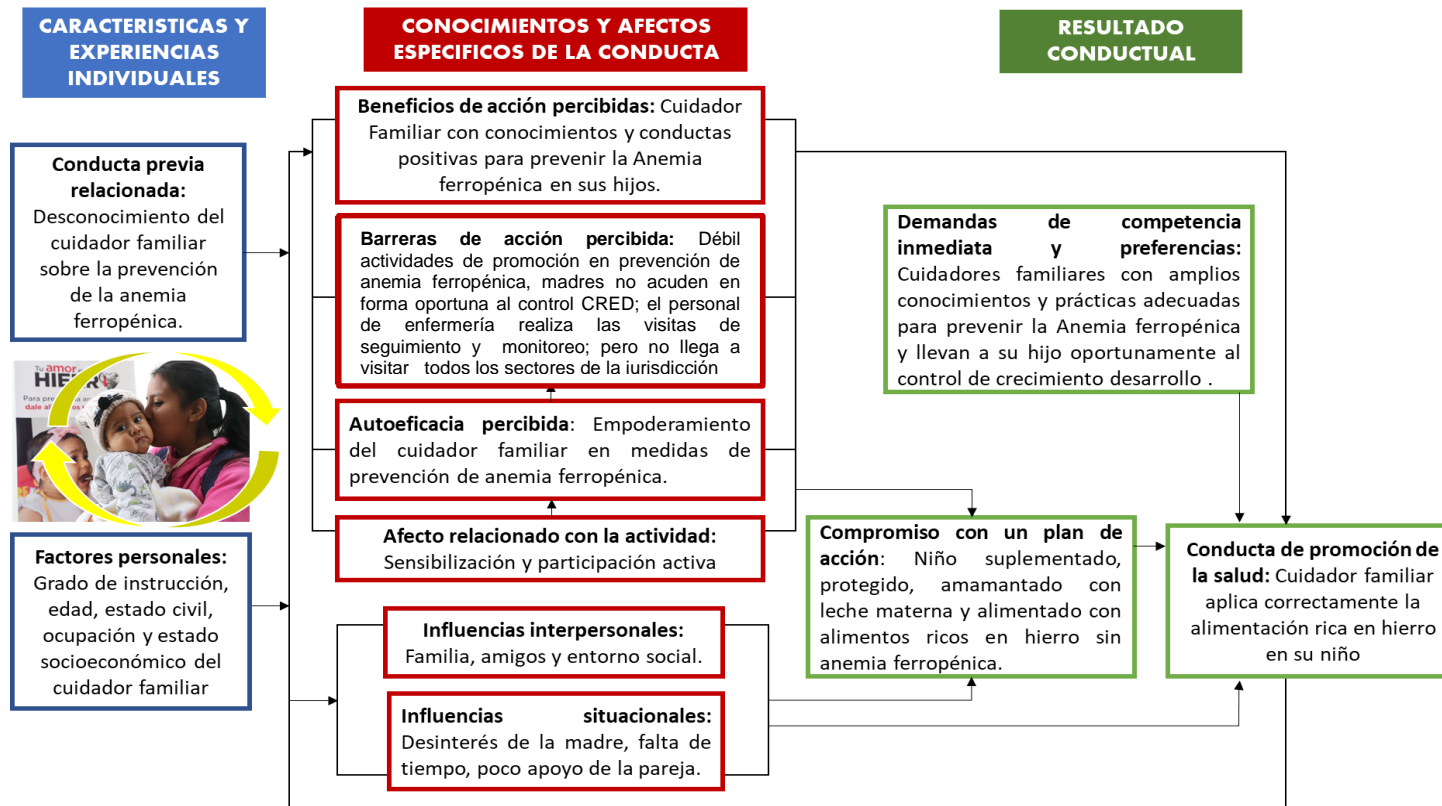 CARACTERISTICAS Y
EXPERIENCIAS
INDIVIDUALES
CONOCIMIENTOS Y AFECTOS
ESPECIFICOS DE LA CONDUCTA
RESULTADO
CONDUCTUAL
Conducta previa
relacionada:
Desconocimiento del
cuidador familiar
sobre la prevención
de la anemia
ferropénica.
Tu amor
HIERR
Para pre
dale al
Factores personales:
Grado de instrucción,
edad, estado civil,
ocupación y estado
socioeconómico del
cuidador familiar
Beneficios de acción percibidas: Cuidador
Familiar con conocimientos y conductas
positivas para prevenir la Anemia
ferropénica en sus hijos.
Barreras de acción percibida: Débil
actividades de promoción en prevención de
anemia ferropénica, madres no acuden en
forma oportuna al control CRED; el personal
de enfermería realiza las visitas de
seguimiento y monitoreo; pero no llega a
visitar todos los sectores de la iurisdicción
Autoeficacia percibida: Empoderamiento
del cuidador familiar en medidas de
prevención de anemia ferropénica.
Afecto relacionado con la actividad:
Sensibilización y participación activa
Influencias interpersonales:
Familia, amigos y entorno social.
Influencias situacionales:
Desinterés de la madre, falta de
tiempo, poco apoyo de la pareja.
Demandas de competencia
inmediata y preferencias:
Cuidadores familiares con amplios
conocimientos y prácticas adecuadas
para prevenir la Anemia ferropénica
y llevan a su hijo oportunamente al
control de crecimiento desarrollo .
Compromiso con un plan de
acción: Niño suplementado,
protegido, amamantado con
leche materna y alimentado con
alimentos ricos en hierro sin
anemia ferropénica.
Conducta de promoción de
la salud: Cuidador familiar
aplica correctamente la
alimentación rica en hierro
en su niño